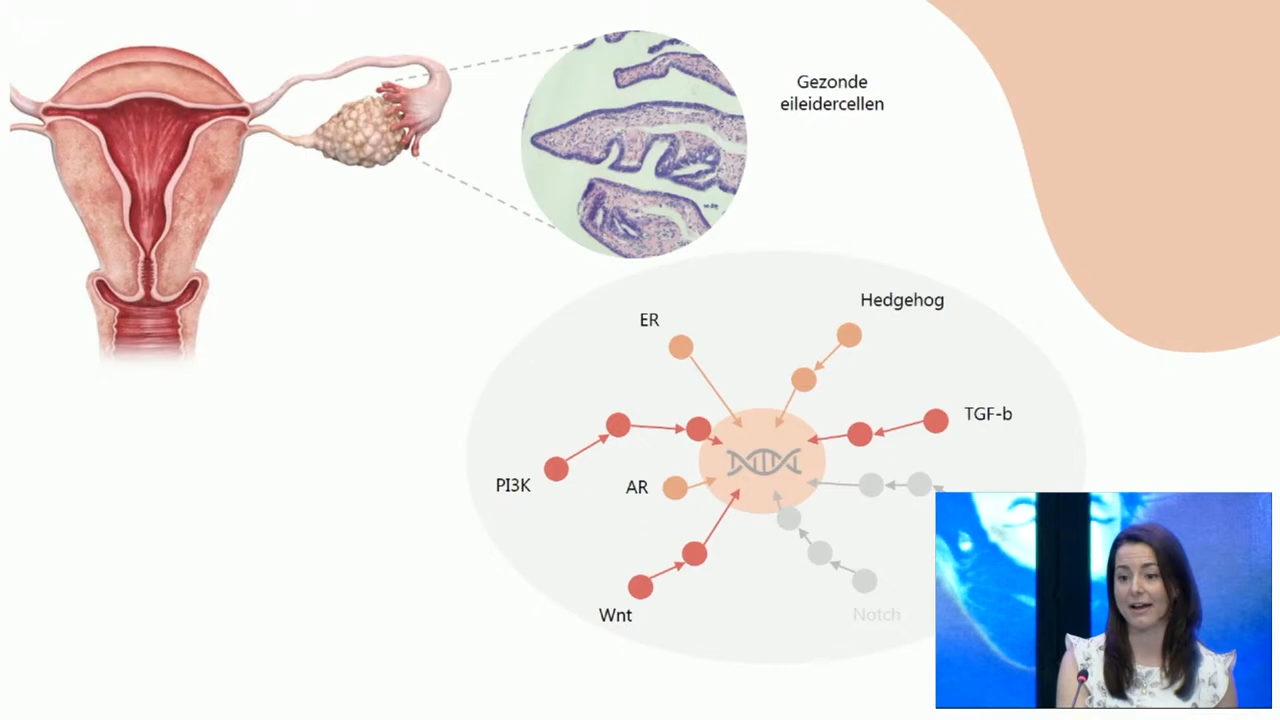 Gezonde
eileidercellen
Hedgehog
ER
TGF-b
PI3K
AR
Wnt
Notch